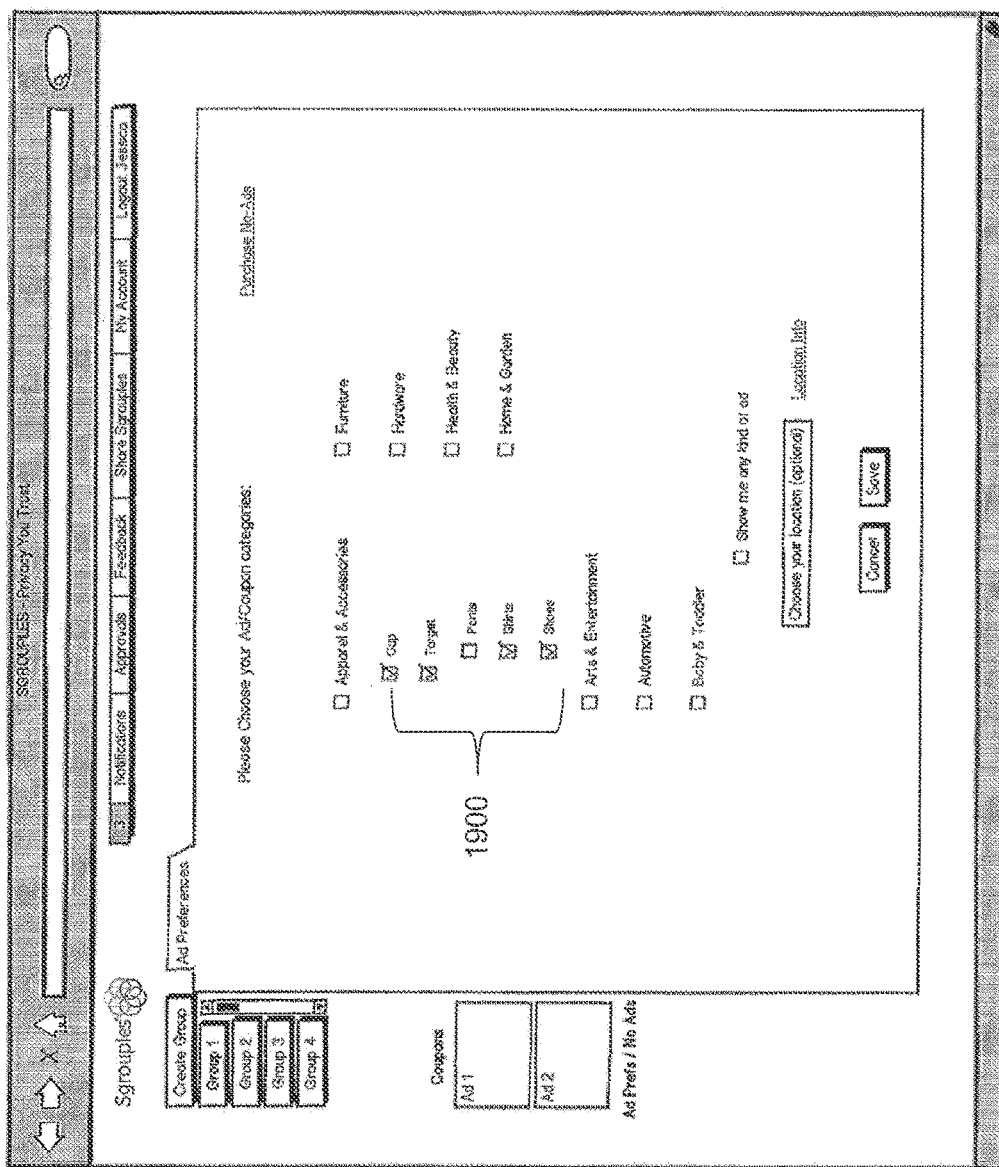 SGROUPLES - Privacy You Trust
Sgrouples
3 Notifications Approvals Feedback Share Sgrouples My Account Logout Jessca
Create Group
Group 1
Group 2
Group 3
Group 4
Ad Preferences
Please Choose your Ad/Coupon categories:
Purchase No-Ads
Apparel & Accessories
Gap
Target
Pants
Shirts
Shoes
1900
Arts & Entertainment
Automotive
Baby & Toddler
Furniture
Hardware
Health & Beauty
Home & Garden
Show me any kind of ad
Choose your location (optional)
Location Info
Cancel Save
Coupons
Ad 1
Ad 2
Ad Prefs / No Ads